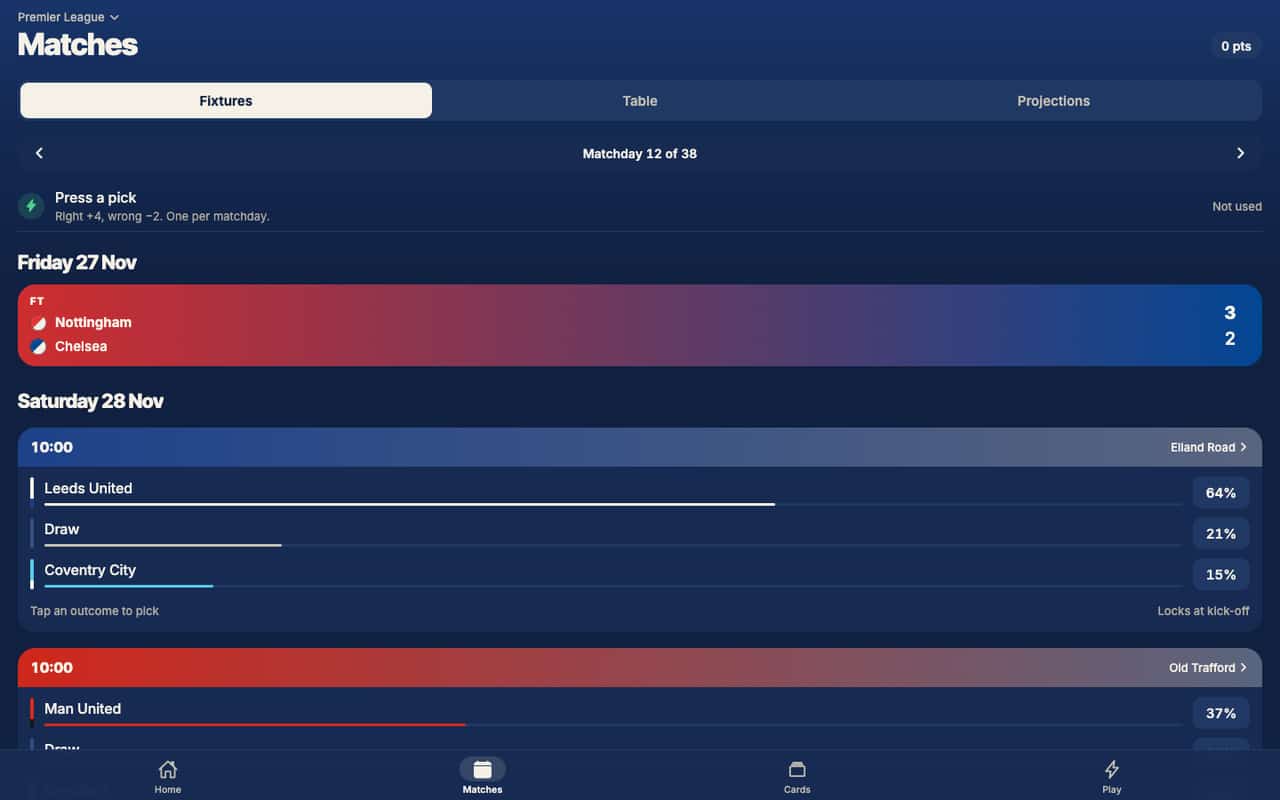 Premier League
Matches
0 pts
Fixtures
Table
Projections
Matchday 12 of 38
Press a pick
Right +4, wrong −2. One per matchday.
Not used
Friday 27 Nov
FT
Nottingham
3
Chelsea
2
Saturday 28 Nov
10:00
Elland Road
Leeds United
64%
Draw
21%
Coventry City
15%
Tap an outcome to pick
Locks at kick-off
10:00
Old Trafford
Man United
37%
Draw
Home
Matches
Cards
Play